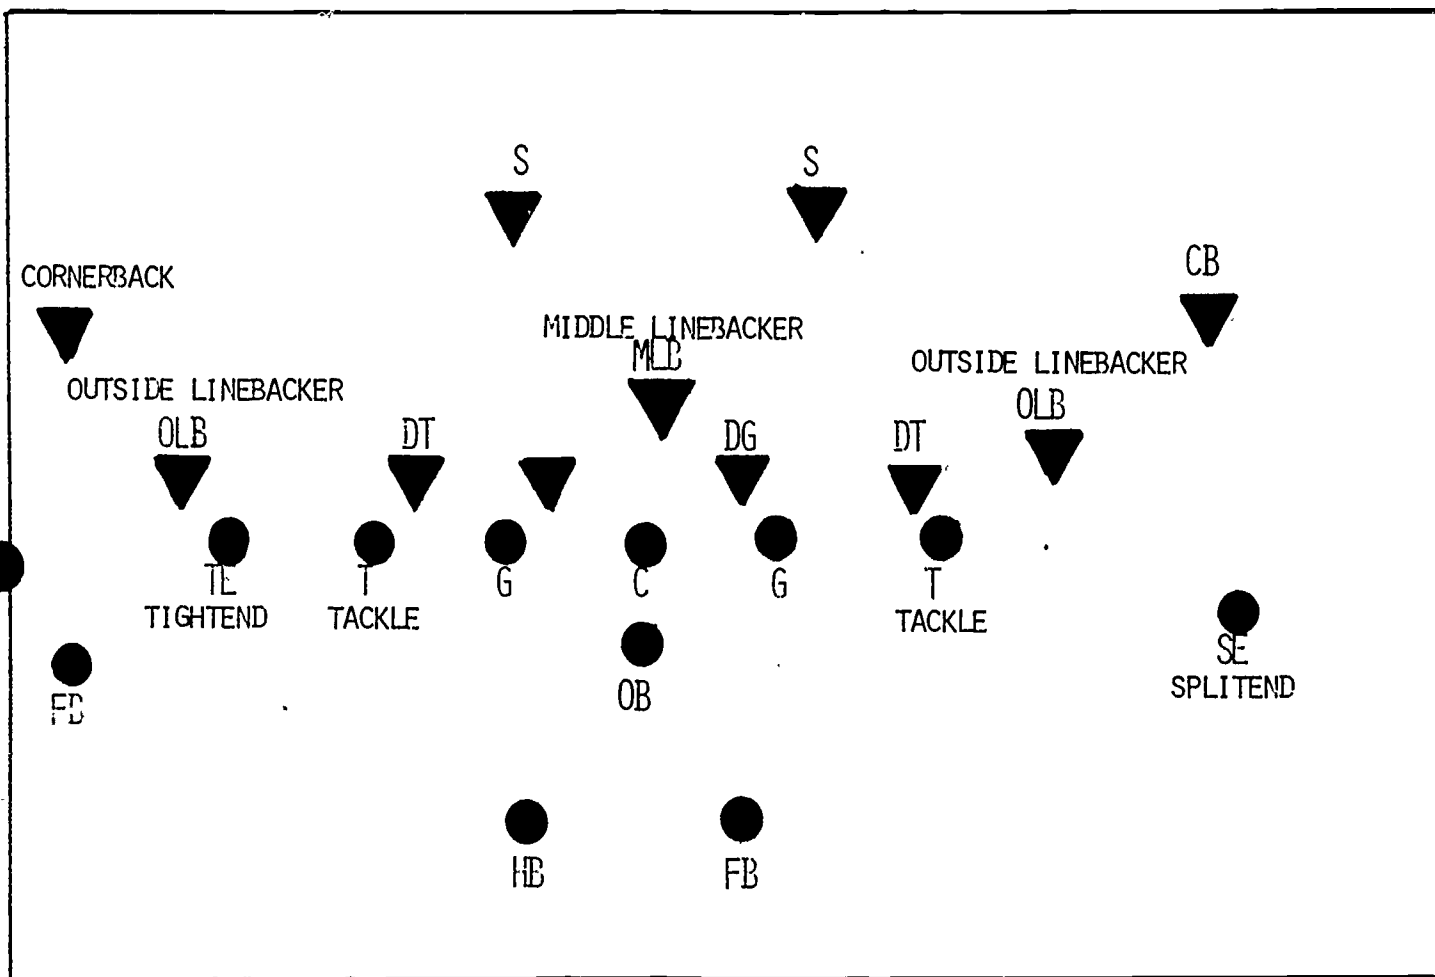 S
S
CB
CORNERBACK
MIDDLE LINEBACKER
MLB
OUTSIDE LINEBACKER
OUTSIDE LINEBACKER
OLB
OLB
DT
DG
DT
TE
T
G
C
G
T
TIGHTEND
TACKLE
TACKLE
SE
SPLITEND
OB
HB
FB